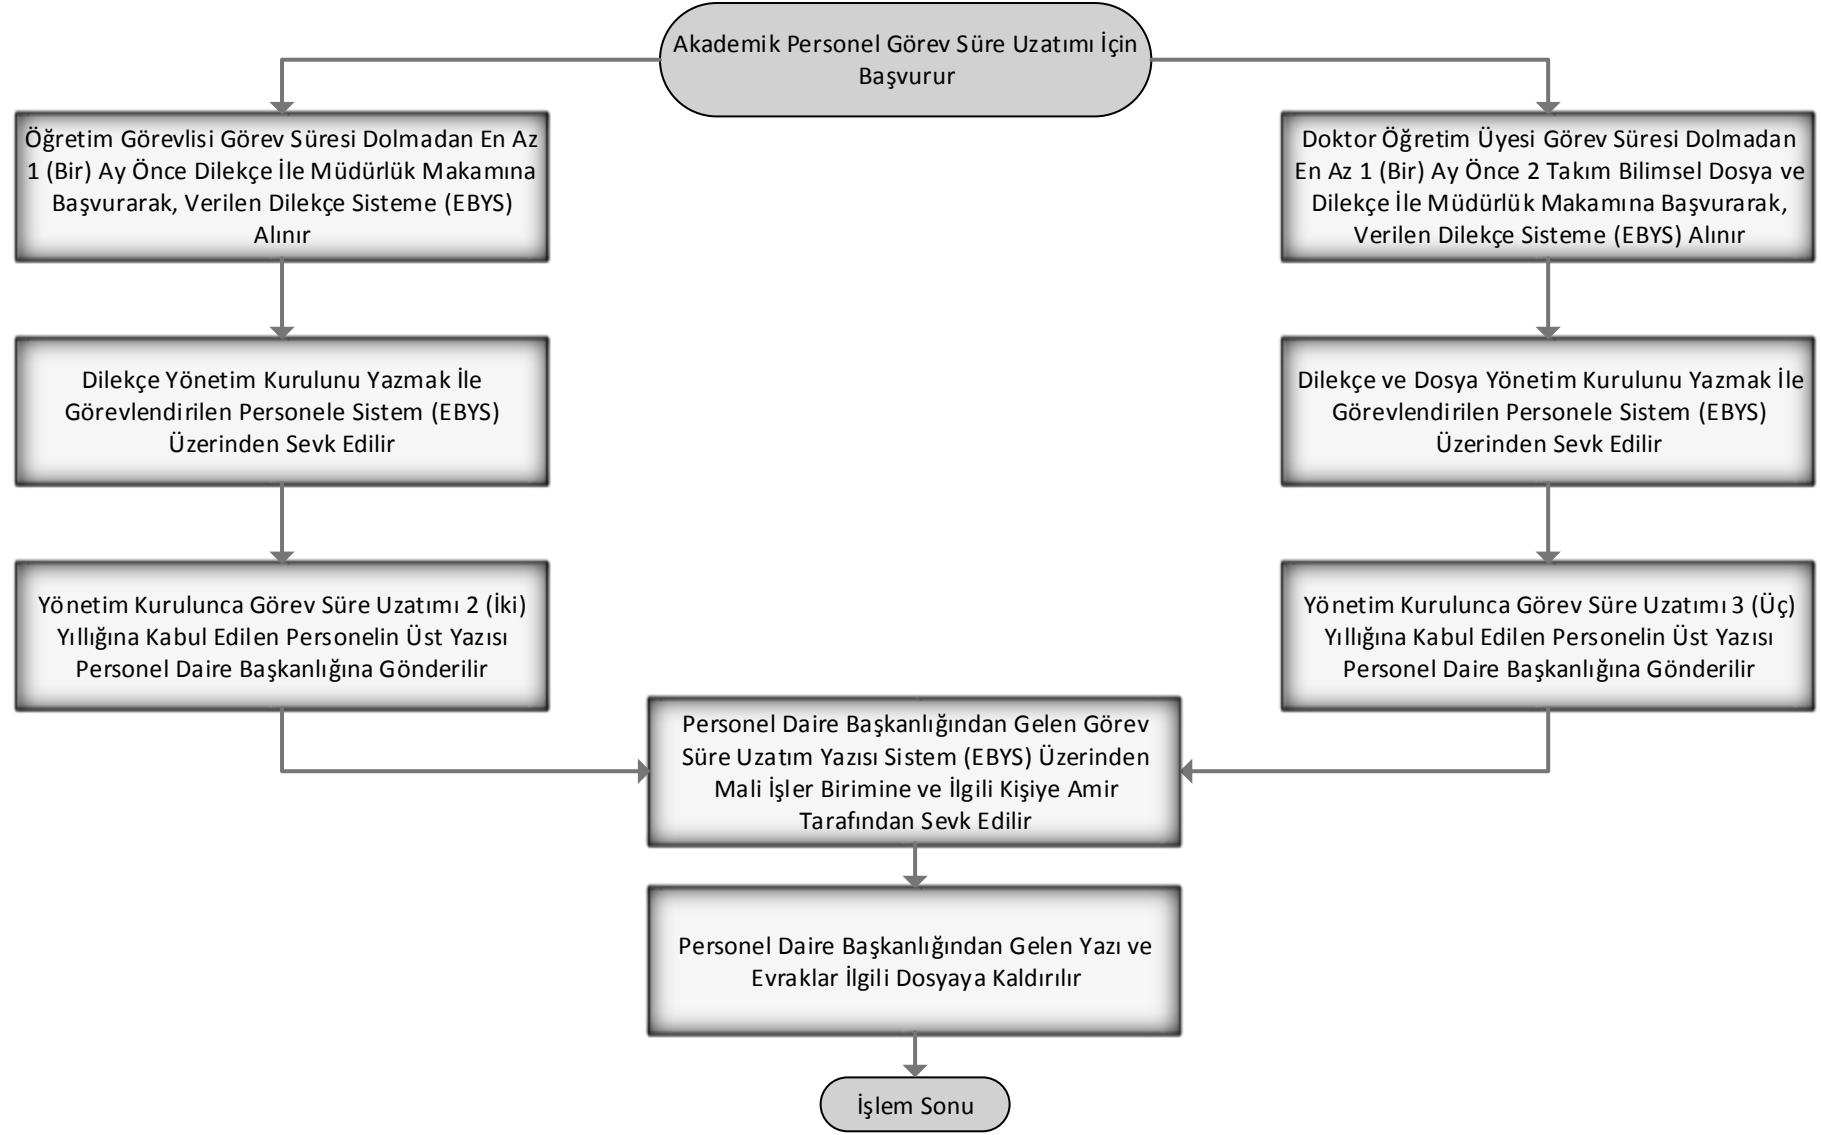 Akademik Personel Görev Süre Uzatımı İçin
Başvurur
Öğretim Görevlisi Görev Süresi Dolmadan En Az
1 (Bir) Ay Önce Dilekçe İle Müdürlük Makamına
Başvurarak, Verilen Dilekçe Sisteme (EBYS)
Alınır
Doktor Öğretim Üyesi Görev Süresi Dolmadan
En Az 1 (Bir) Ay Önce 2 Takım Bilimsel Dosya ve
Dilekçe İle Müdürlük Makamına Başvurarak,
Verilen Dilekçe Sisteme (EBYS) Alınır
Dilekçe Yönetim Kurulunu Yazmak İle
Görevlendirilen Personele Sistem (EBYS)
Üzerinden Sevk Edilir
Dilekçe ve Dosya Yönetim Kurulunu Yazmak İle
Görevlendirilen Personele Sistem (EBYS)
Üzerinden Sevk Edilir
Yönetim Kurulunca Görev Süre Uzatımı 2 (İki)
Yıllığına Kabul Edilen Personelin Üst Yazısı
Personel Daire Başkanlığına Gönderilir
Yönetim Kurulunca Görev Süre Uzatımı 3 (Üç)
Yıllığına Kabul Edilen Personelin Üst Yazısı
Personel Daire Başkanlığına Gönderilir
Personel Daire Başkanlığından Gelen Görev
Süre Uzatım Yazısı Sistem (EBYS) Üzerinden
Mali İşler Birimine ve İlgili Kişiye Amir
Tarafından Sevk Edilir
Personel Daire Başkanlığından Gelen Yazı ve
Evraklar İlgili Dosyaya Kaldırılır
İşlem Sonu